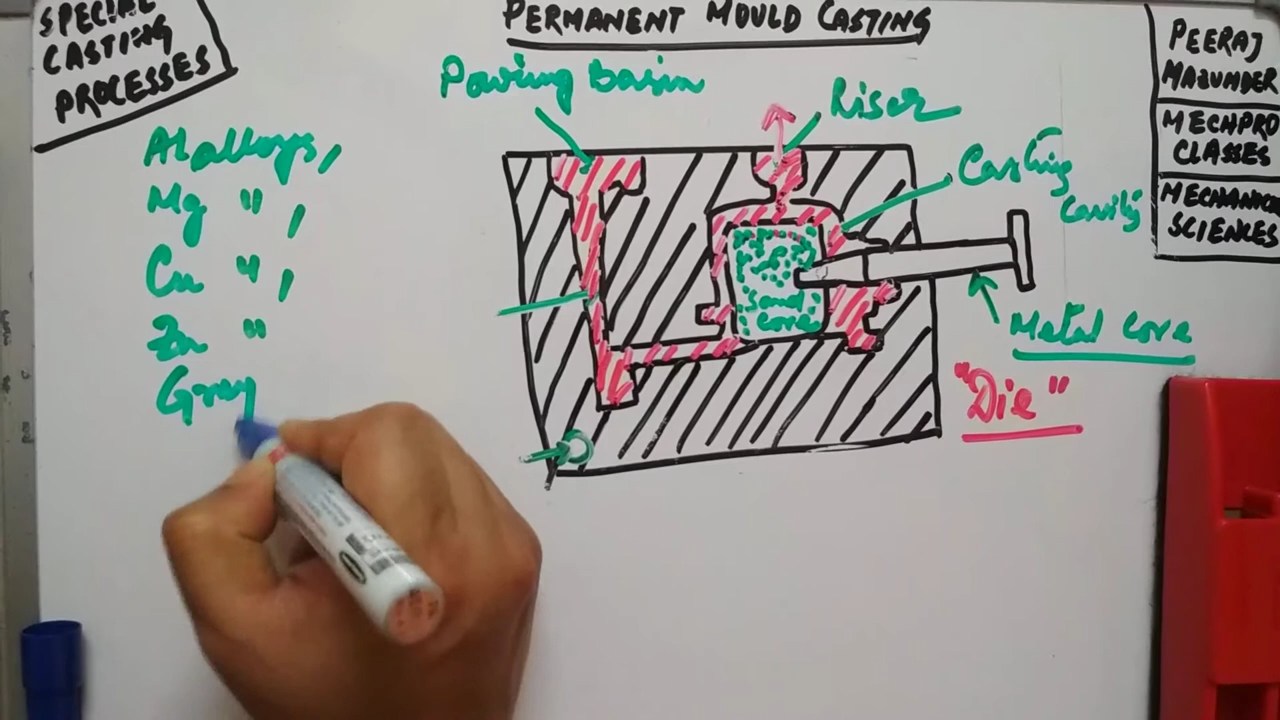 SPECIAL
CASTING
PROCESSES
PERMANENT MOULD CASTING
PEERAJ
MAZUMDER
MECHPRO
CLASSES
MECHANICAL
SCIENCES
Al alloys,
Mg " ,
Cu " ,
Zn "
Grey
Pouring Basin
Riser
Casting
Cavity
Sand
Core
Metal Core
"Die"